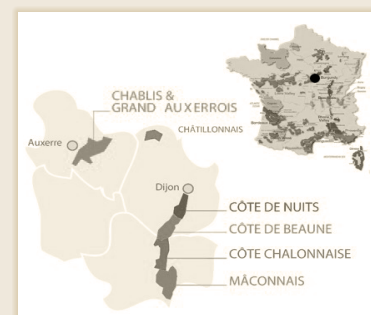 CHABLIS &
GRAND AUXERROIS
Auxerre
CHÂTILLONNAIS
Dijon
CÔTE DE NUITS
CÔTE DE BEAUNE
CÔTE CHALONNAISE
MÂCONNAIS